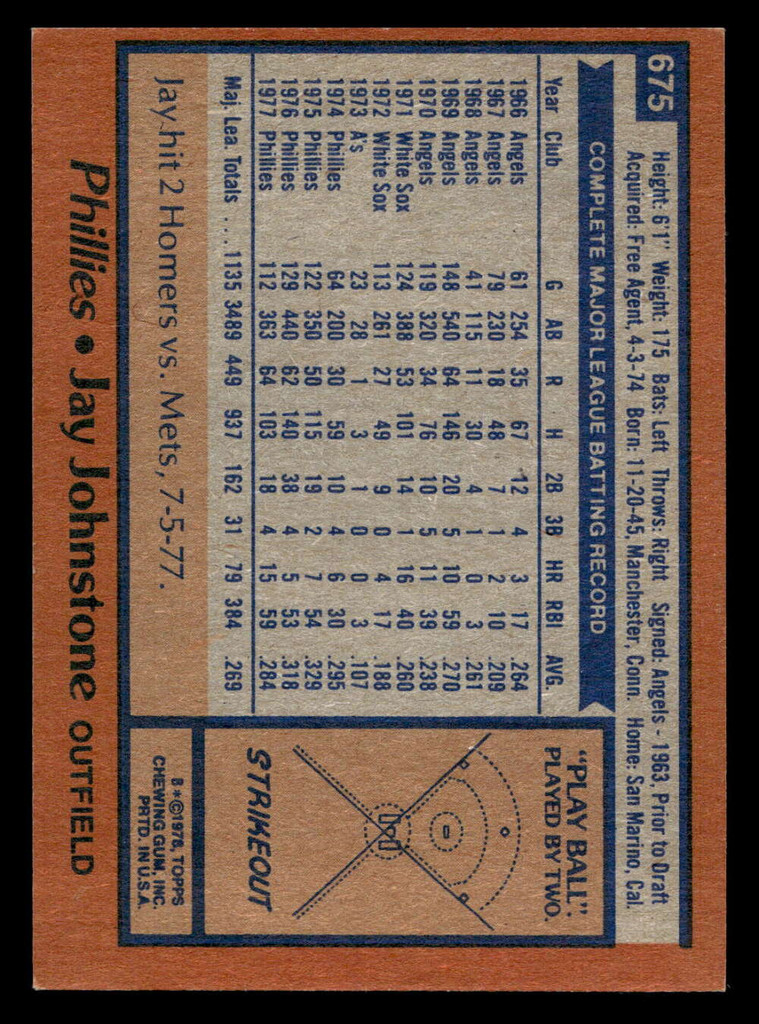 675
Height: 6'1" Weight: 175 Bats: Left Throws: Right Signed: Angels - 1963, Prior to Draft
Acquired: Free Agent, 4-3-74 Born: 11-20-45, Manchester, Conn. Home: San Marino, Cal.
COMPLETE MAJOR LEAGUE BATTING RECORD
Year Club G AB R H 2B 3B HR RBI AVG.
1966 Angels 61 254 35 67 12 4 3 17 .264
1967 Angels 79 230 18 48 7 1 2 10 .209
1968 Angels 41 115 11 30 4 1 0 3 .261
1969 Angels 148 540 64 146 20 5 10 59 .270
1970 Angels 119 320 34 76 10 5 11 39 .238
1971 White Sox 124 388 53 101 14 1 16 40 .260
1972 White Sox 113 261 27 49 9 0 4 17 .188
1973 A's 23 28 1 3 1 0 0 3 .107
1974 Phillies 64 200 30 59 10 4 6 30 .295
1975 Phillies 122 350 50 115 19 2 7 54 .329
1976 Phillies 129 440 62 140 38 4 5 53 .318
1977 Phillies 112 363 64 103 18 4 15 59 .284
Maj. Lea. Totals . . . 1135 3489 449 937 162 31 79 384 .269
Jay hit 2 Homers vs. Mets, 7-5-77.
"PLAY BALL".
PLAYED BY TWO.
STRIKEOUT
B*©1978, TOPPS
CHEWING GUM, INC.
PRTD. IN U.S.A.
Phillies • Jay Johnstone OUTFIELD